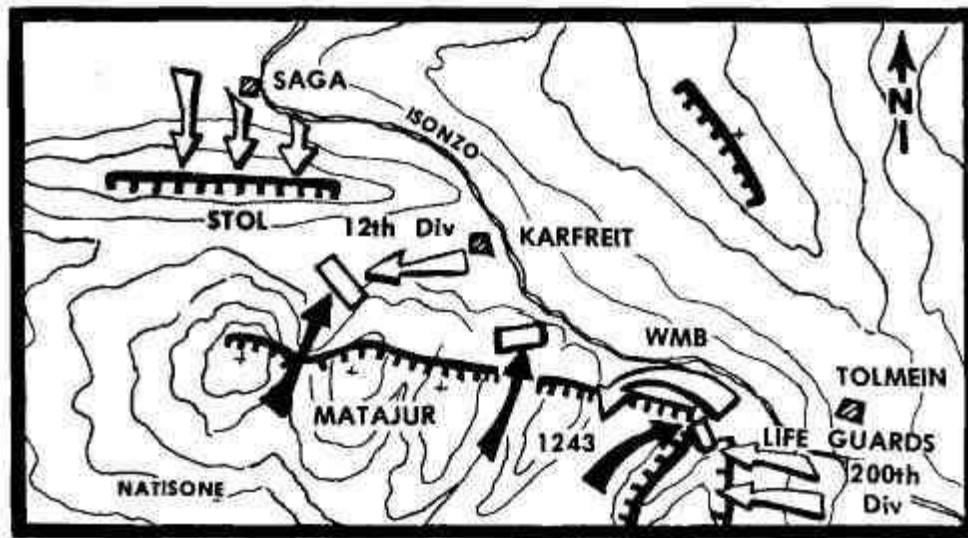 SAGA
N
ISONZO
STOL
12th Div
KARFREIT
WMB
TOLMEIN
MATAJUR
1243
LIFE GUARDS
200th
Div
NATISONE